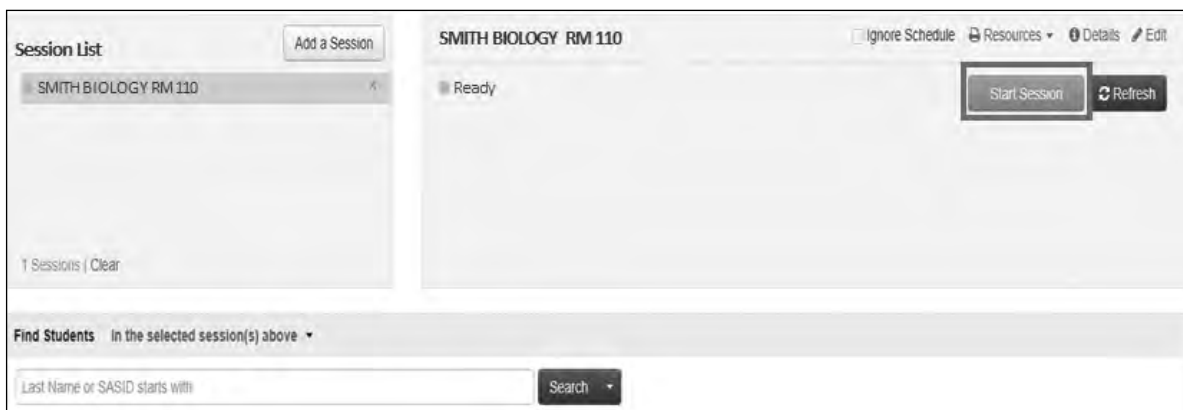 Session List
Add a Session
SMITH BIOLOGY RM 110
1 Sessions | Clear
SMITH BIOLOGY RM 110
Ignore Schedule Resources Details Edit
Ready
Start Session Refresh
Find Students In the selected session(s) above
Last Name or SASID starts with
Search